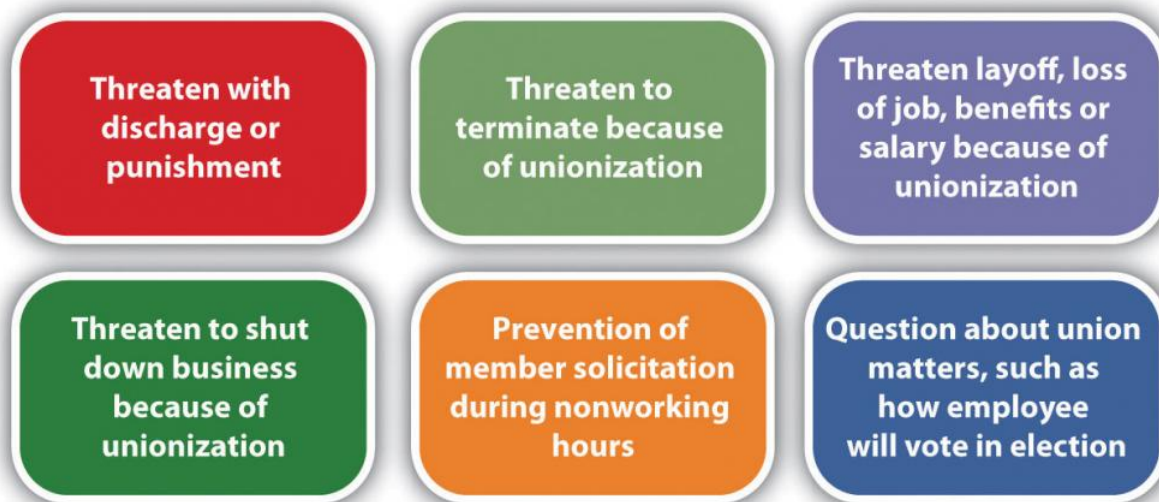 Threaten with
discharge or
punishment
Threaten to
terminate because
of unionization
Threaten layoff, loss
of job, benefits or
salary because of
unionization
Threaten to shut
down business
because of
unionization
Prevention of
member solicitation
during nonworking
hours
Question about union
matters, such as
how employee
will vote in election